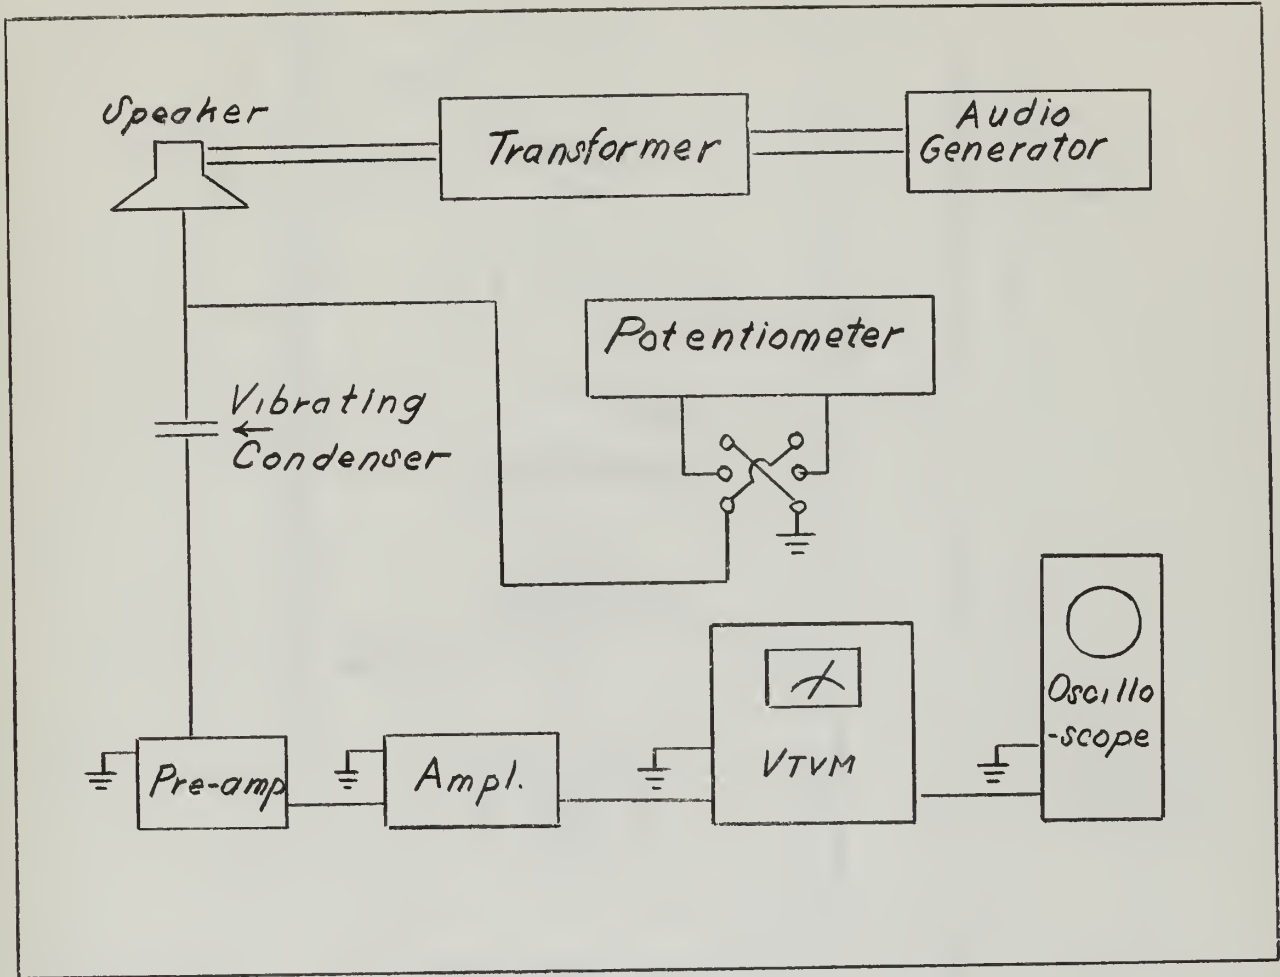 Speaker
Transformer
Audio
Generator
Potentiometer
Vibrating
Condenser
Oscillo
-scope
Pre-amp
Ampl.
VTVM